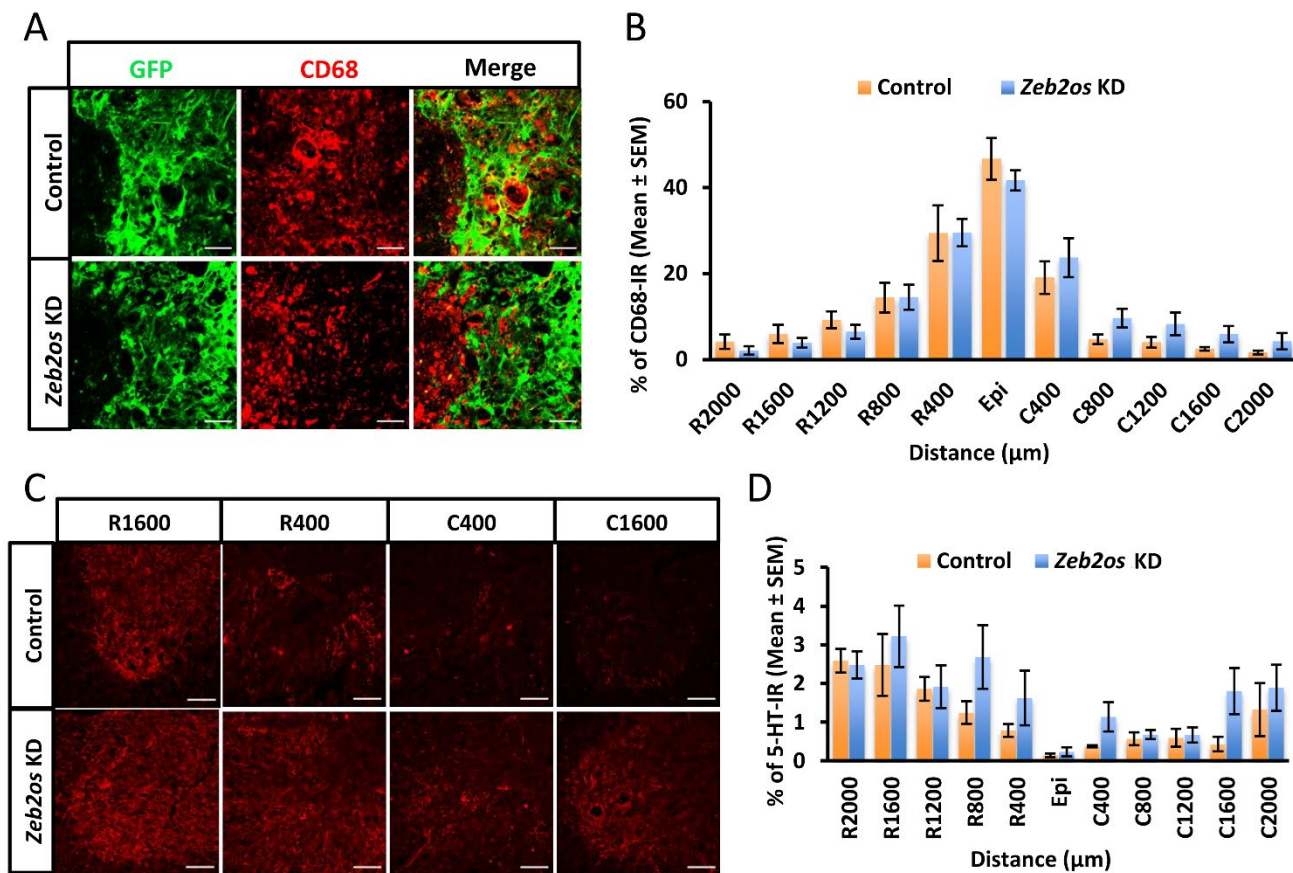 A
GFP CD68 Merge
Control
Zeb2os KD
B
Control Zeb2os KD
% of CD68-IR (Mean ± SEM)
60
40
20
0
R2000 R1600 R1200 R800 R400 Epi C400 C800 C1200 C1600 C2000
Distance (µm)
C
R1600 R400 C400 C1600
Control
Zeb2os KD
D
Control Zeb2os KD
% of 5-HT-IR (Mean ± SEM)
5
4
3
2
1
0
R2000 R1600 R1200 R800 R400 Epi C400 C800 C1200 C1600 C2000
Distance (µm)